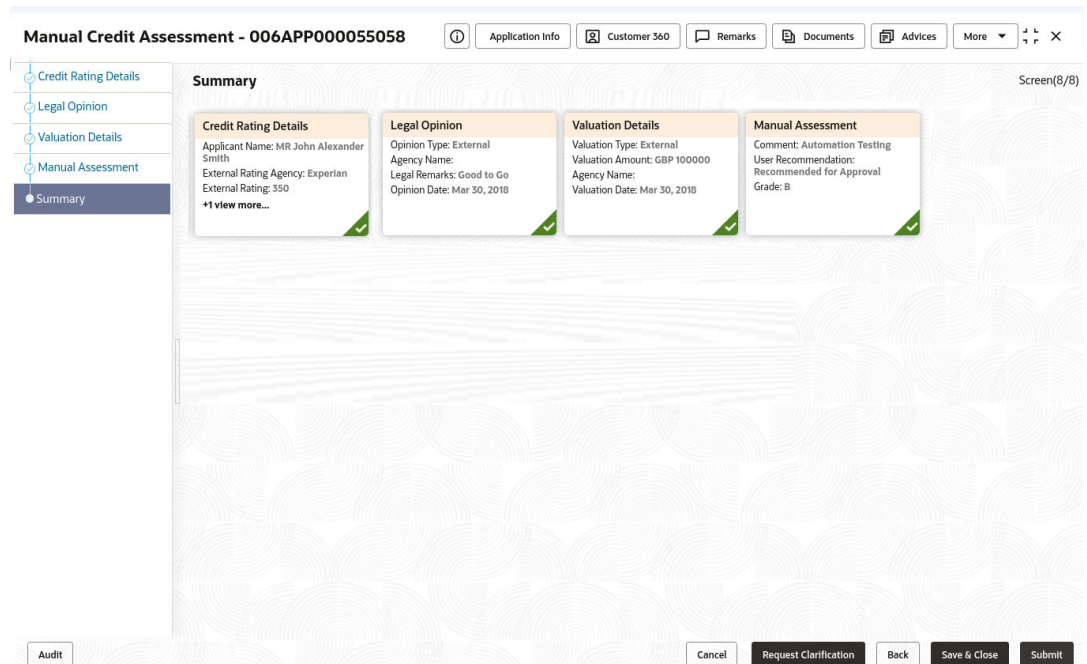 Manual Credit Assessment - 006APP000055058
Application Info
Customer 360
Remarks
Documents
Advices
More
Credit Rating Details
Legal Opinion
Valuation Details
Manual Assessment
Summary
Summary
Screen(8/8)
Credit Rating Details
Applicant Name: MR John Alexander
Smith
External Rating Agency: Experian
External Rating: 350
+1 view more...
Legal Opinion
Opinion Type: External
Agency Name:
Legal Remarks: Good to Go
Opinion Date: Mar 30, 2018
Valuation Details
Valuation Type: External
Valuation Amount: GBP 100000
Agency Name:
Valuation Date: Mar 30, 2018
Manual Assessment
Comment: Automation Testing
User Recommendation:
Recommended for Approval
Grade: B
Audit
Cancel
Request Clarification
Back
Save & Close
Submit